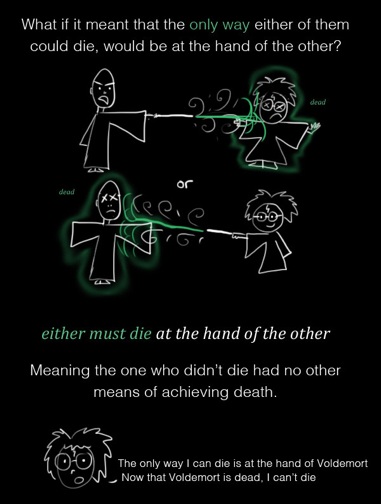 What if it meant that the only way either of them
could die, would be at the hand of the other?
dead
or
dead
either must die at the hand of the other
Meaning the one who didn't die had no other
means of achieving death.
The only way I can die is at the hand of Voldemort
Now that Voldemort is dead, I can't die